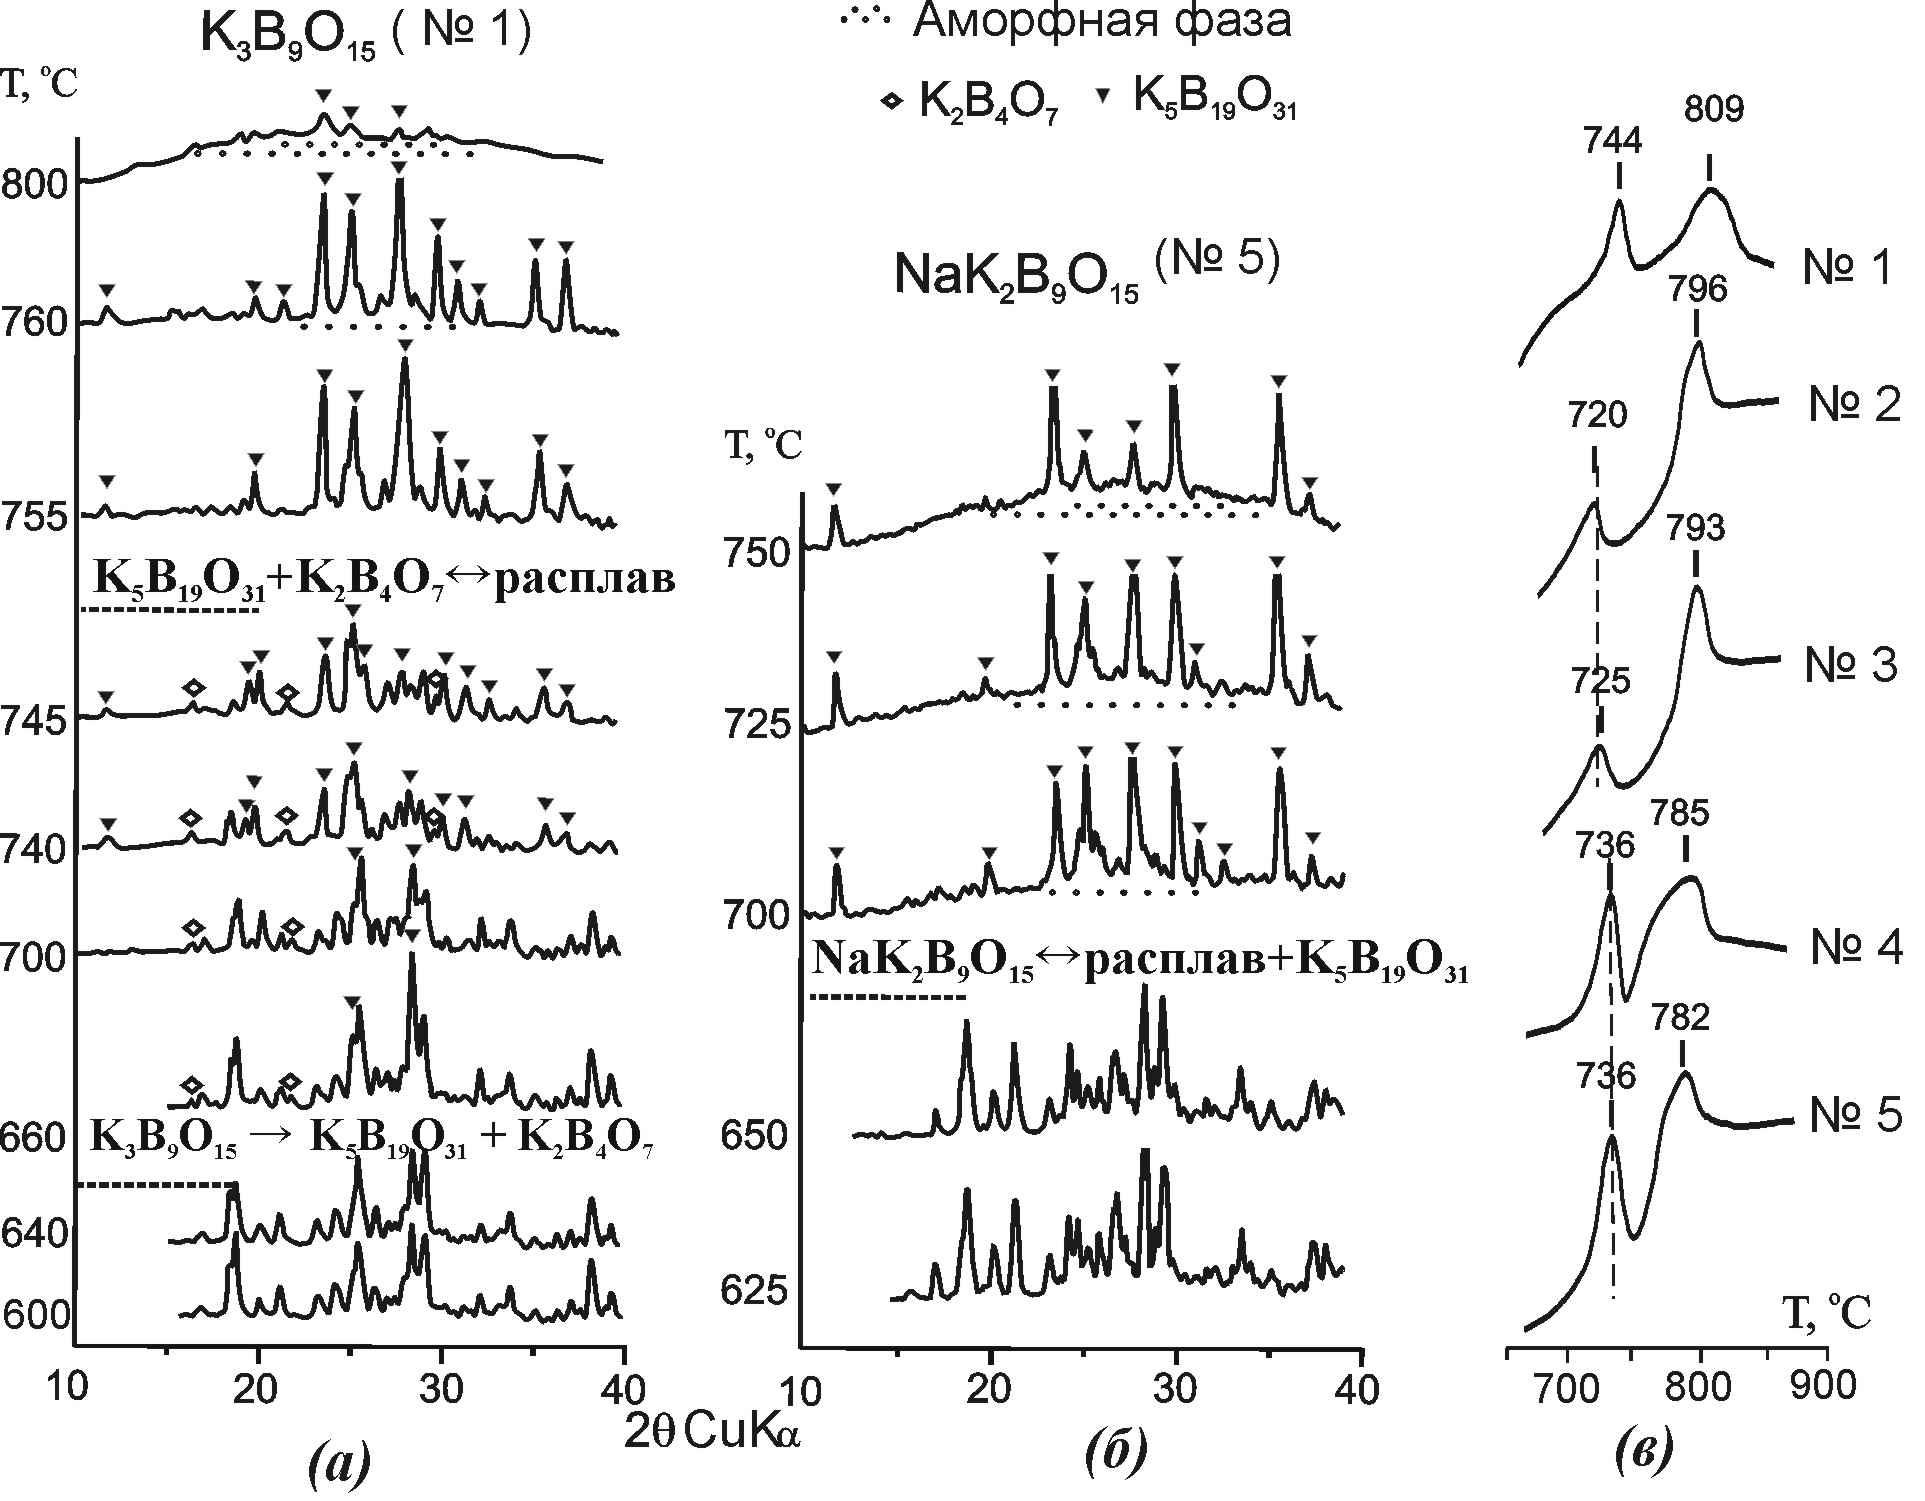 K₃B₉O₁₅ ( № 1)
T, °C
800
760
755
K₅B₁₉O₃₁+K₂B₄O₇↔расплав
745
740
700
660
K₃B₉O₁₅ → K₅B₁₉O₃₁ + K₂B₄O₇
640
600
10 20 30 40
(а)
Аморфная фаза
K₂B₄O₇ K₅B₁₉O₃₁
NaK₂B₉O₁₅ (№ 5)
T, °C
750
725
700
NaK₂B₉O₁₅↔расплав+K₅B₁₉O₃₁
650
625
10 20 30 40
2θ CuKα
(б)
744 809
№ 1
720 796
№ 2
725 793
№ 3
736 785
№ 4
736 782
№ 5
T, °C
700 800 900
(в)